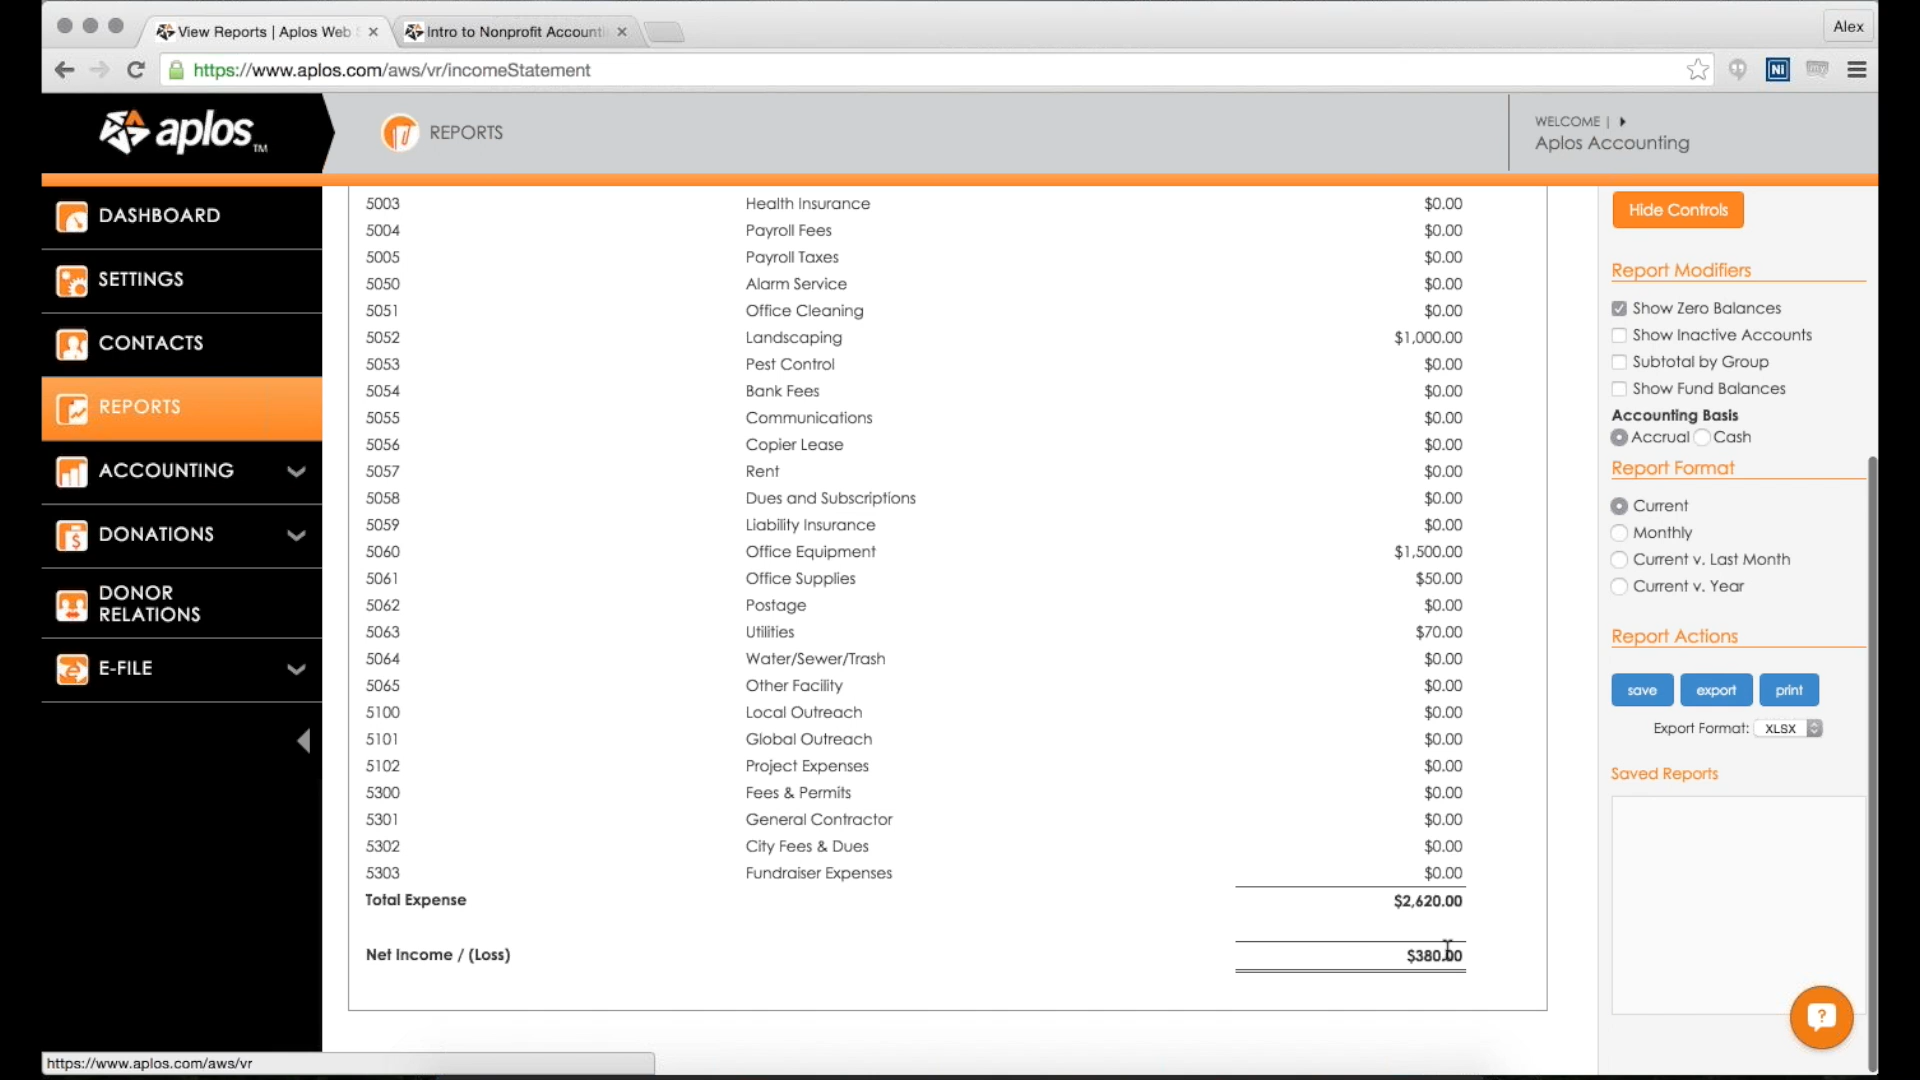 View Reports | Aplos Web S
Intro to Nonprofit Accounti
Alex
https://www.aplos.com/aws/vr/incomeStatement
Ni
my
aplos TM
REPORTS
WELCOME |
Aplos Accounting
DASHBOARD
SETTINGS
CONTACTS
REPORTS
ACCOUNTING
DONATIONS
DONOR
RELATIONS
E-FILE
5003 Health Insurance $0.00
5004 Payroll Fees $0.00
5005 Payroll Taxes $0.00
5050 Alarm Service $0.00
5051 Office Cleaning $0.00
5052 Landscaping $1,000.00
5053 Pest Control $0.00
5054 Bank Fees $0.00
5055 Communications $0.00
5056 Copier Lease $0.00
5057 Rent $0.00
5058 Dues and Subscriptions $0.00
5059 Liability Insurance $0.00
5060 Office Equipment $1,500.00
5061 Office Supplies $50.00
5062 Postage $0.00
5063 Utilities $70.00
5064 Water/Sewer/Trash $0.00
5065 Other Facility $0.00
5100 Local Outreach $0.00
5101 Global Outreach $0.00
5102 Project Expenses $0.00
5300 Fees & Permits $0.00
5301 General Contractor $0.00
5302 City Fees & Dues $0.00
5303 Fundraiser Expenses $0.00
Total Expense $2,620.00
Net Income / (Loss) $380.00
Hide Controls
Report Modifiers
Show Zero Balances
Show Inactive Accounts
Subtotal by Group
Show Fund Balances
Accounting Basis
Accrual Cash
Report Format
Current
Monthly
Current v. Last Month
Current v. Year
Report Actions
save export print
Export Format: XLSX
Saved Reports
?
https://www.aplos.com/aws/vr